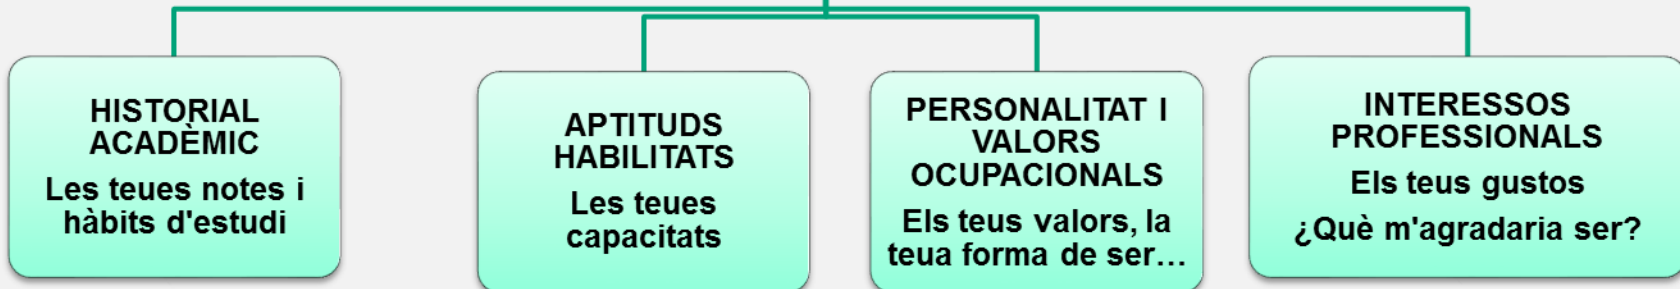 HISTORIAL
ACADÈMIC
Les teues notes i
hàbits d'estudi
APTITUDS
HABILITATS
Les teues
capacitats
PERSONALITAT I
VALORS
OCUPACIONALS
Els teus valors, la
teua forma de ser…
INTERESSOS
PROFESSIONALS
Els teus gustos
¿Què m'agradaria ser?